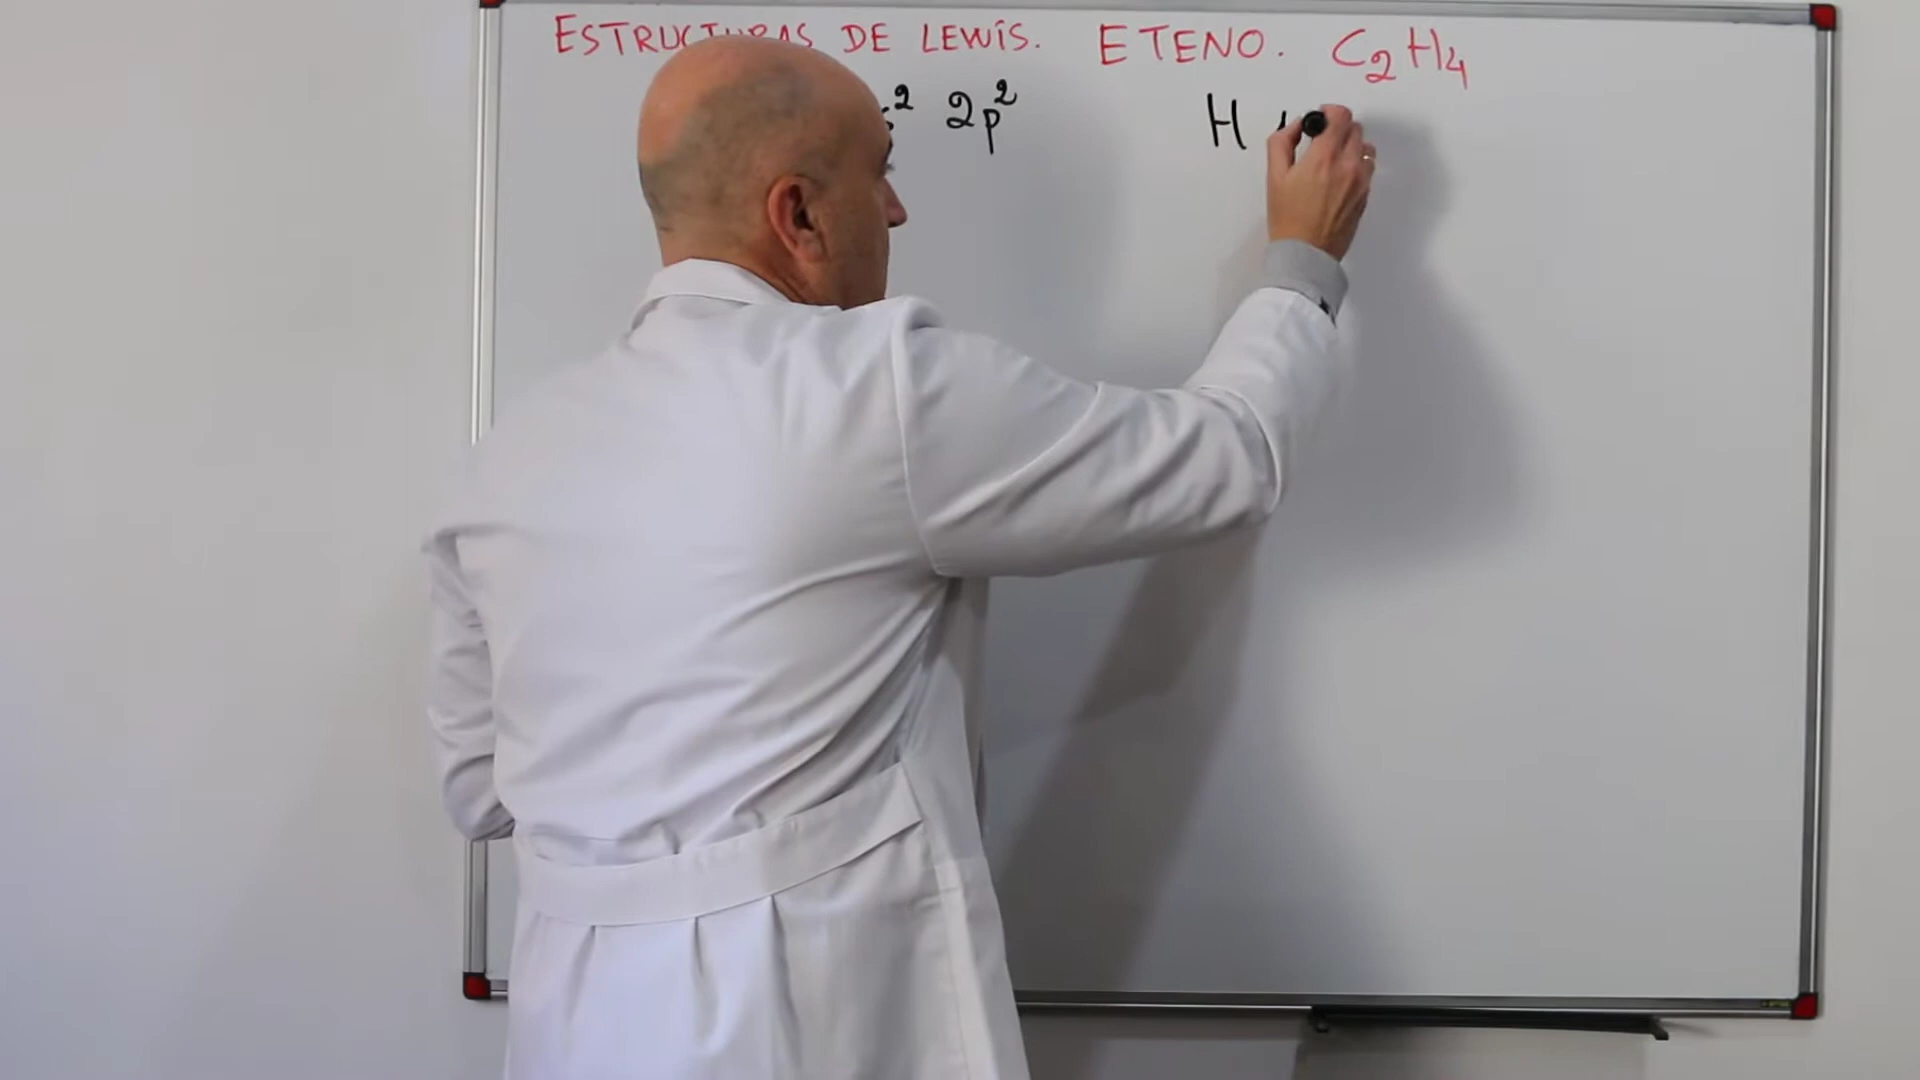 ESTRUCTURAS DE LEWIS. ETENO. C₂H₄
2p² H